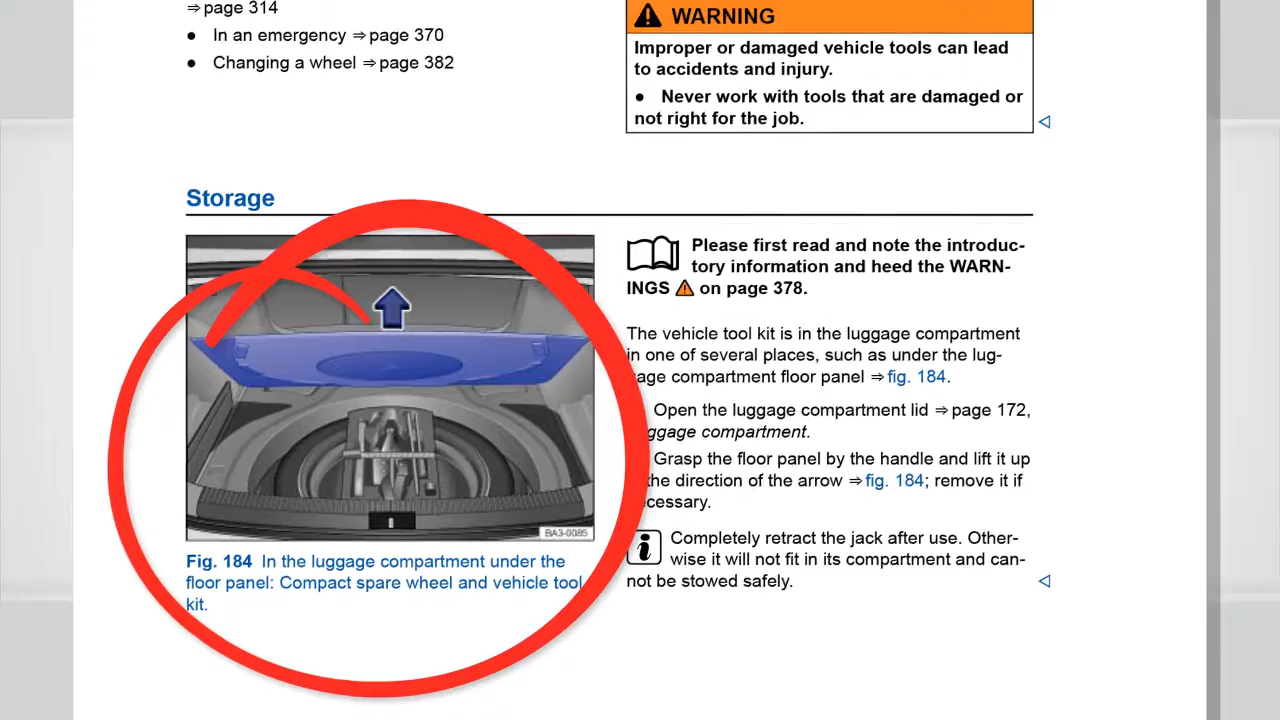 ⇒page 314
● In an emergency ⇒page 370
● Changing a wheel ⇒page 382
WARNING
Improper or damaged vehicle tools can lead
to accidents and injury.
● Never work with tools that are damaged or
not right for the job.
Storage
BA3-0085
Fig. 184 In the luggage compartment under the
floor panel: Compact spare wheel and vehicle tool
kit.
Please first read and note the introduc-
tory information and heed the WARN-
INGS on page 378.
The vehicle tool kit is in the luggage compartment
in one of several places, such as under the lug-
gage compartment floor panel ⇒fig. 184.
Open the luggage compartment lid ⇒page 172,
ggage compartment.
Grasp the floor panel by the handle and lift it up
the direction of the arrow ⇒fig. 184; remove it if
ecessary.
Completely retract the jack after use. Other-
wise it will not fit in its compartment and can-
not be stowed safely.